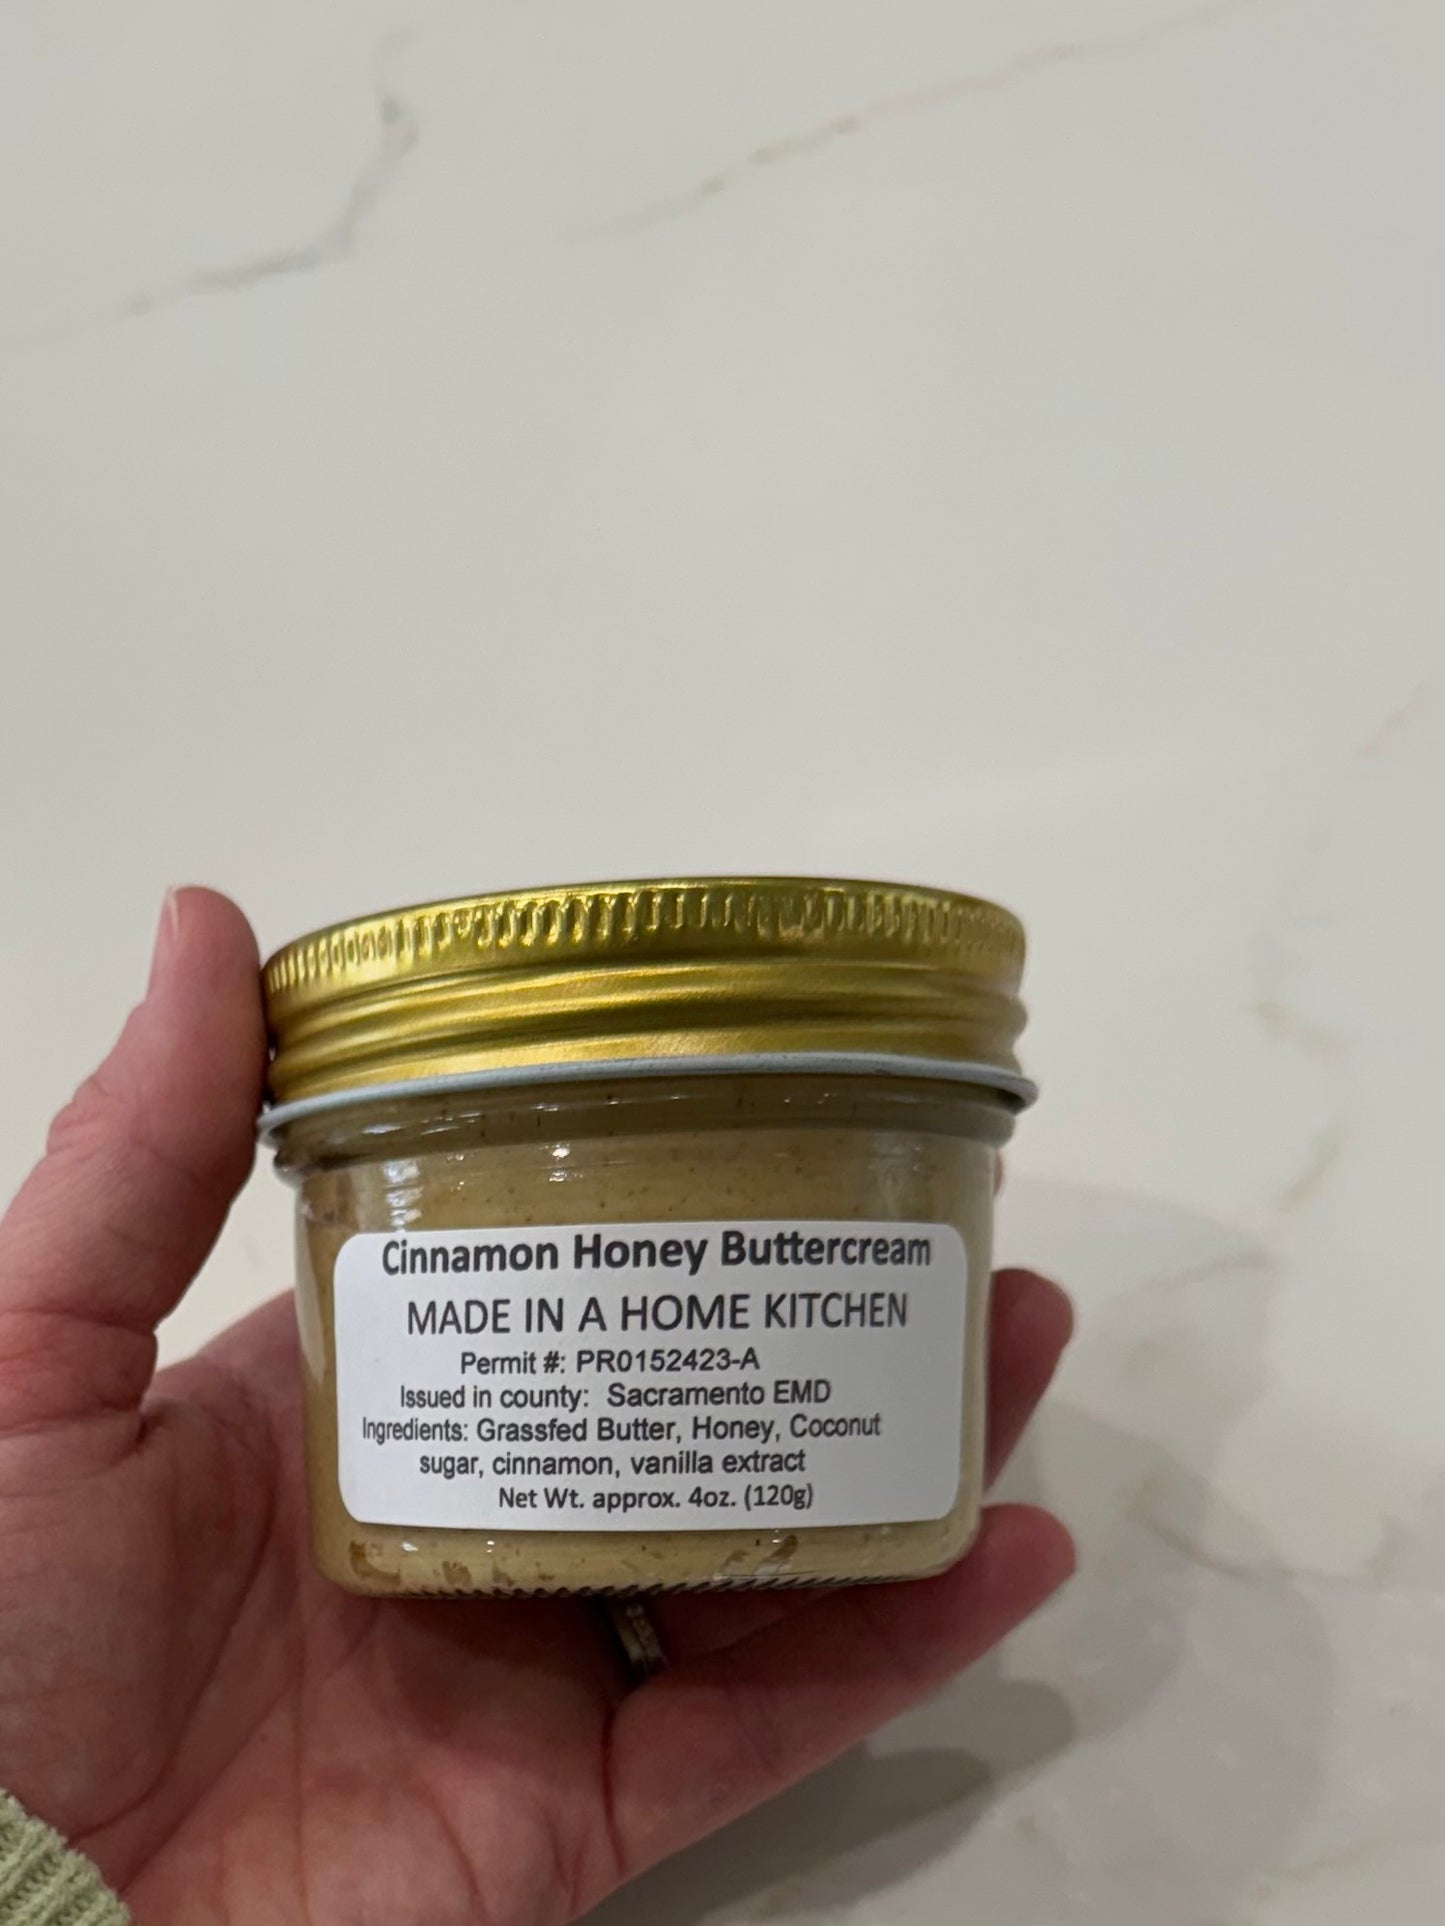 Cinnamon Honey Buttercream
MADE IN A HOME KITCHEN
Permit #: PR0152423-A
Issued in county: Sacramento EMD
Ingredients: Grassfed Butter, Honey, Coconut
sugar, cinnamon, vanilla extract
Net Wt. approx. 4oz. (120g)